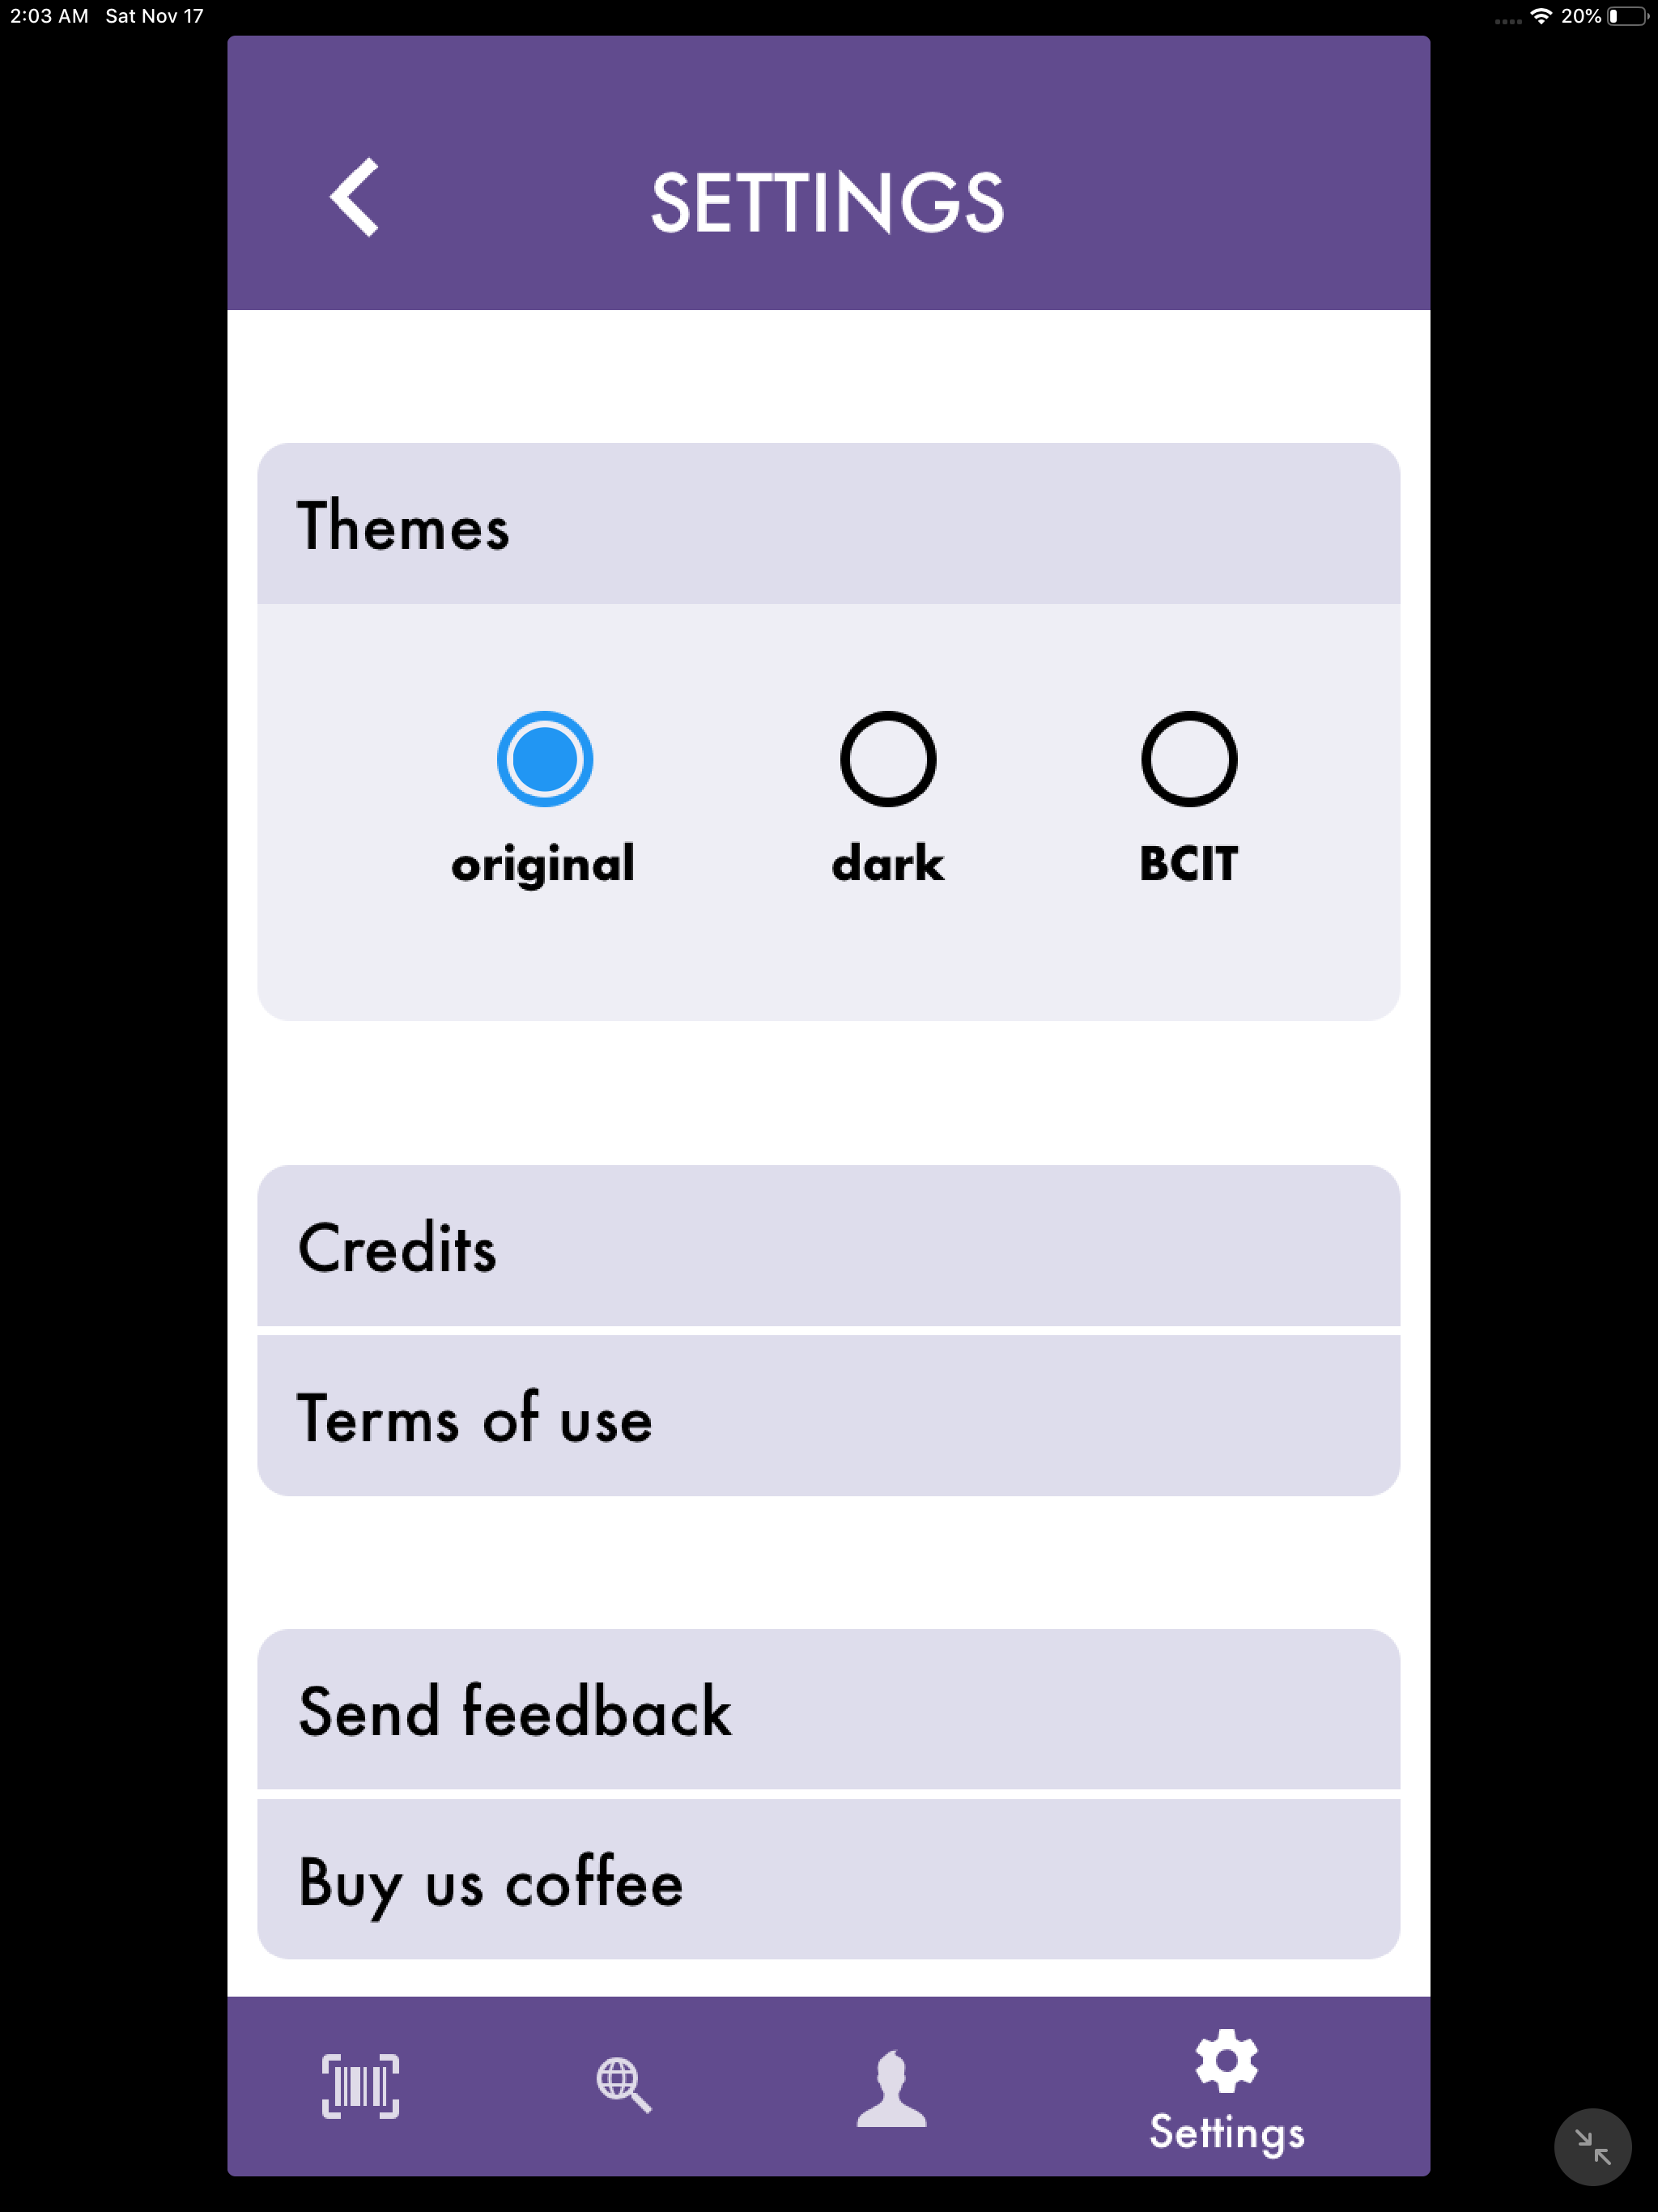 2:03 AM Sat Nov 17 20%
SETTINGS
Themes
original dark BCIT
Credits
Terms of use
Send feedback
Buy us coffee
Settings